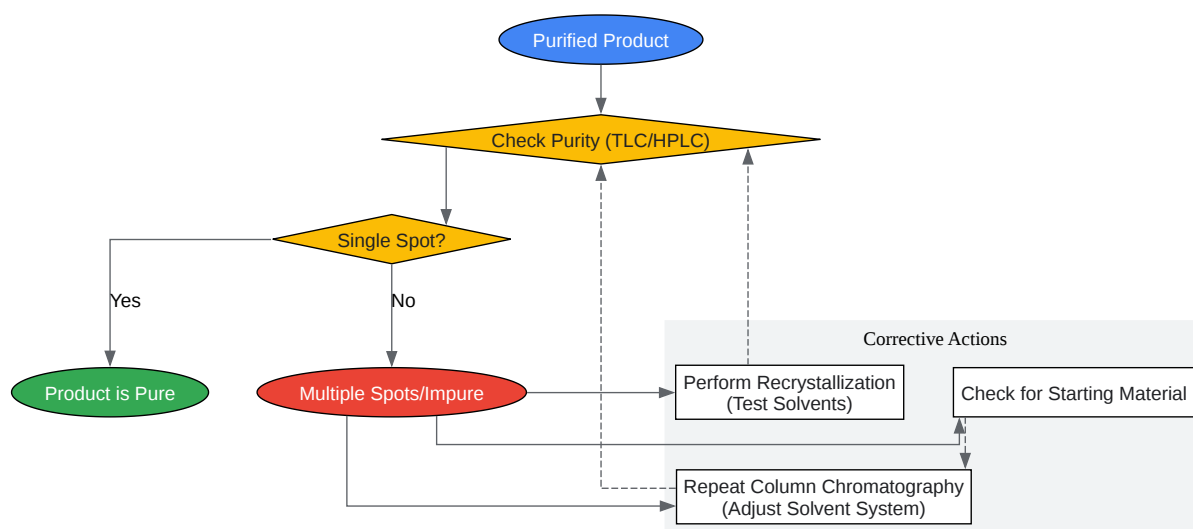 Purified Product
Check Purity (TLC/HPLC)
Single Spot?
Yes
No
Corrective Actions
Product is Pure
Multiple Spots/Impure
Perform Recrystallization
(Test Solvents)
Check for Starting Material
Repeat Column Chromatography
(Adjust Solvent System)